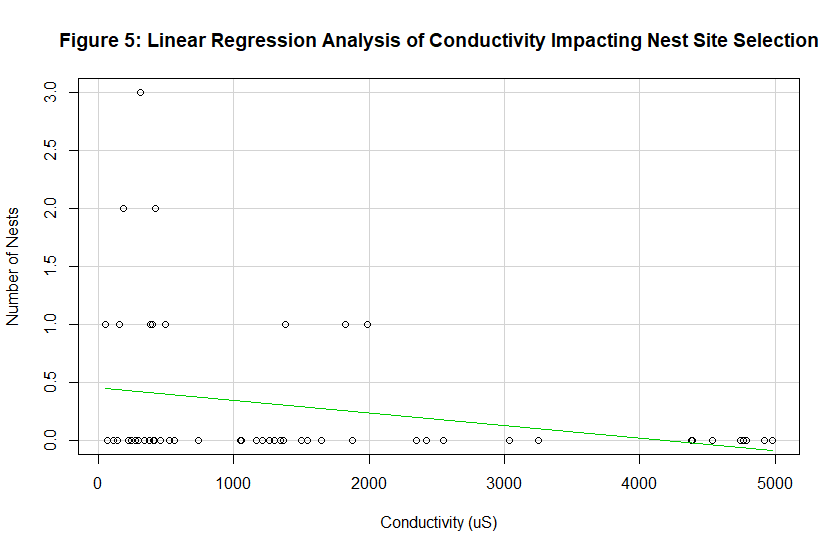 Figure 5: Linear Regression Analysis of Conductivity Impacting Nest Site Selection
3.0
2.5
2.0
1.5
1.0
0.5
0.0
Number of Nests
0 1000 2000 3000 4000 5000
Conductivity (uS)